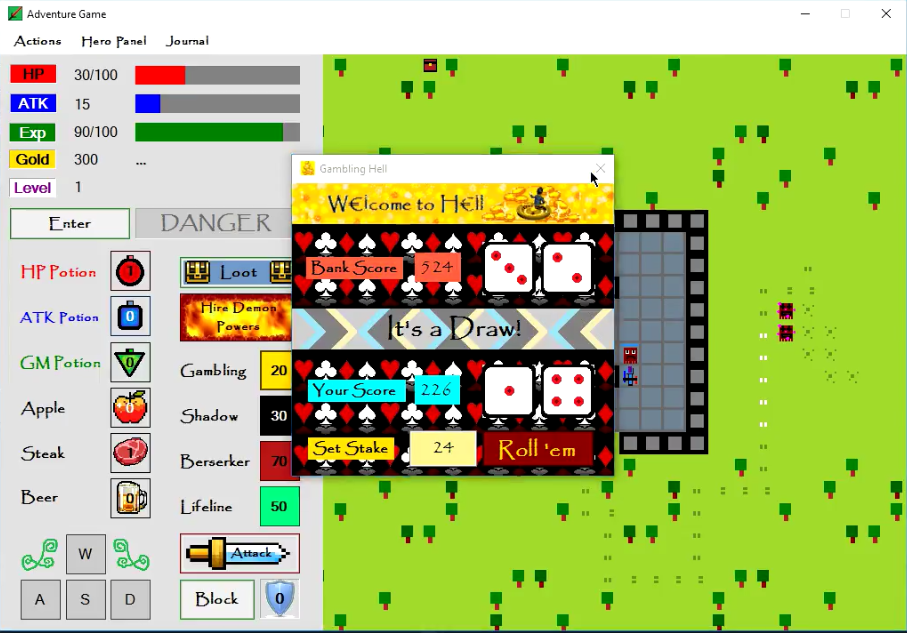 Adventure Game
Actions Hero Panel Journal
HP 30/100
ATK 15
Exp 90/100
Gold 300 ...
Level 1
Enter DANGER
HP Potion 1
ATK Potion 0
GM Potion 0
Apple 0
Steak 1
Beer 0
Loot
Hire Demon
Powers
Gambling 20
Shadow 30
Berserker 70
Lifeline 50
Attack
Block 0
W
A S D
Gambling Hell
W€lcome to H€ll
Bank Score 524
It's a Draw!
Your Score 226
Set Stake 24 Roll 'em